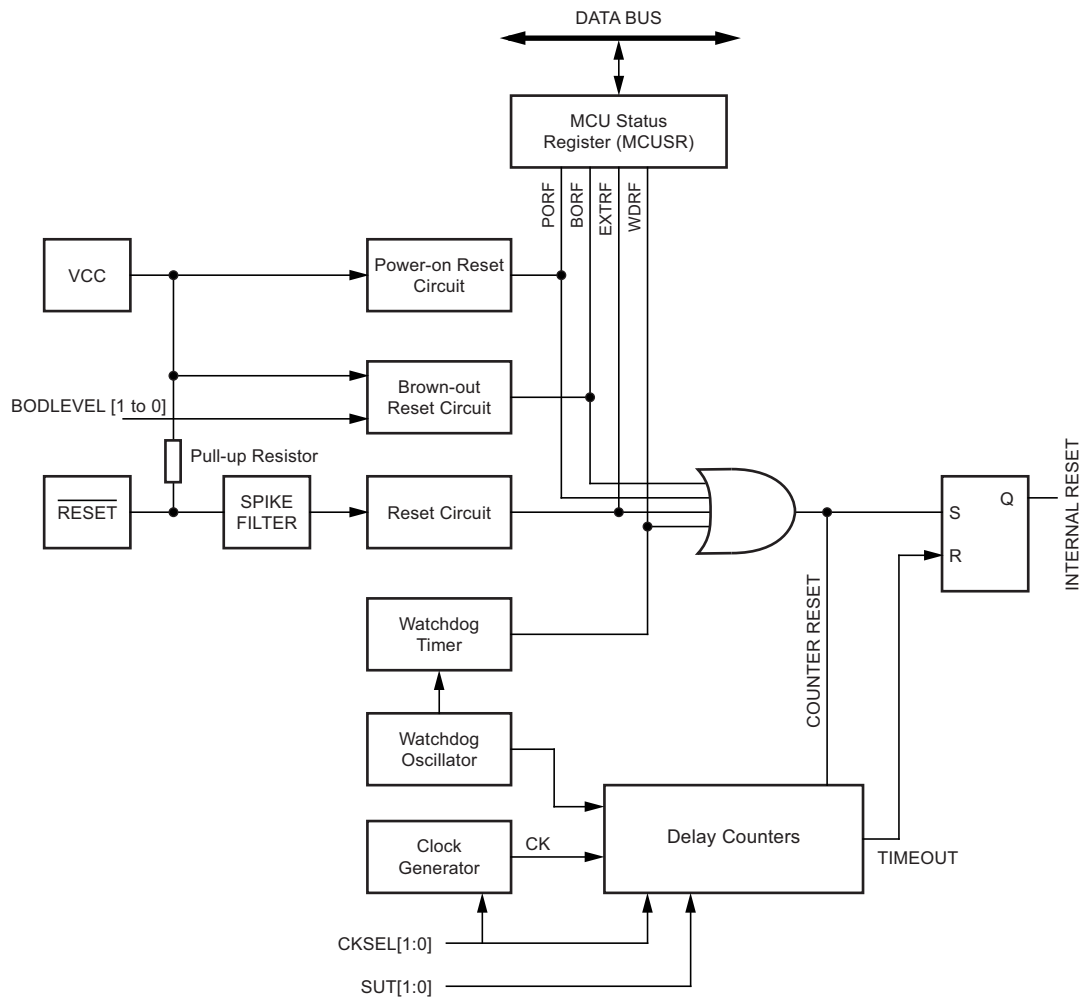 DATA BUS
MCU Status
Register (MCUSR)
PORF
BORF
EXTRF
WDRF
VCC
Power-on Reset
Circuit
Brown-out
Reset Circuit
BODLEVEL [1 to 0]
Pull-up Resistor
RESET
SPIKE
FILTER
Reset Circuit
S
Q
R
INTERNAL RESET
Watchdog
Timer
COUNTER RESET
Watchdog
Oscillator
Delay Counters
TIMEOUT
Clock
Generator
CK
CKSEL[1:0]
SUT[1:0]